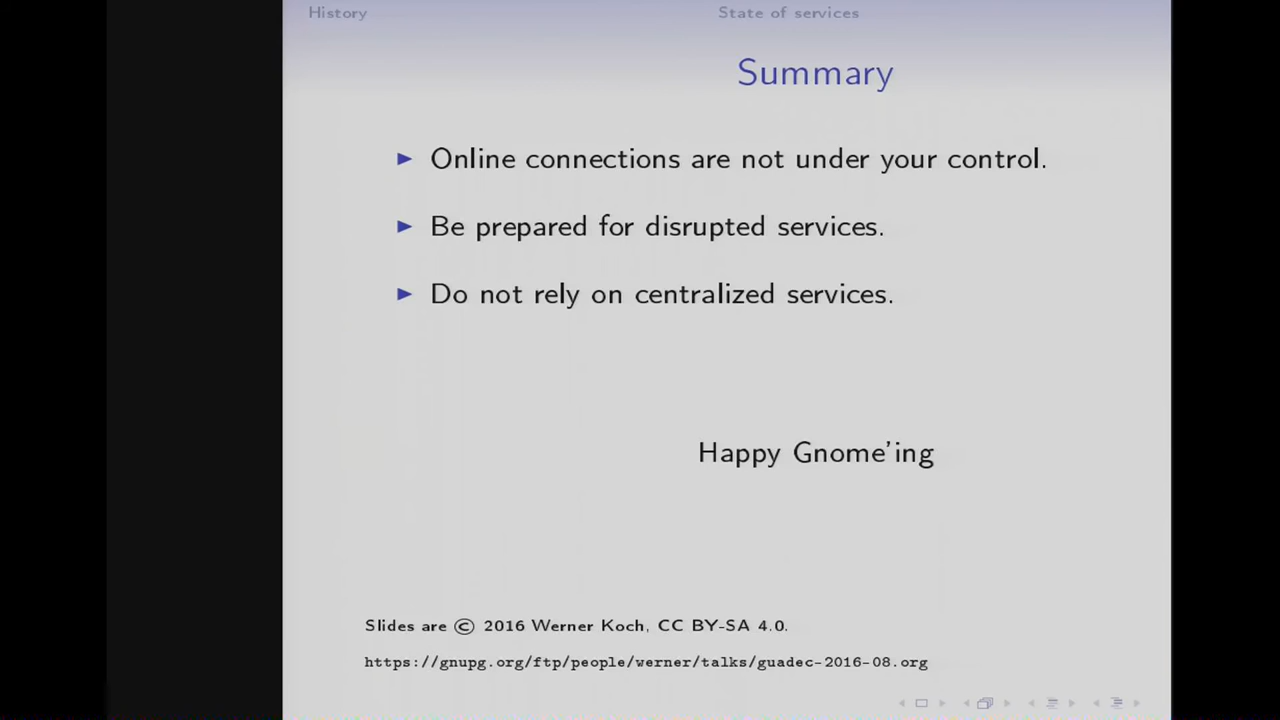 History State of services
Summary
Online connections are not under your control.
Be prepared for disrupted services.
Do not rely on centralized services.
Happy Gnome'ing
Slides are © 2016 Werner Koch, CC BY-SA 4.0.
https://gnupg.org/ftp/people/werner/talks/guadec-2016-08.org